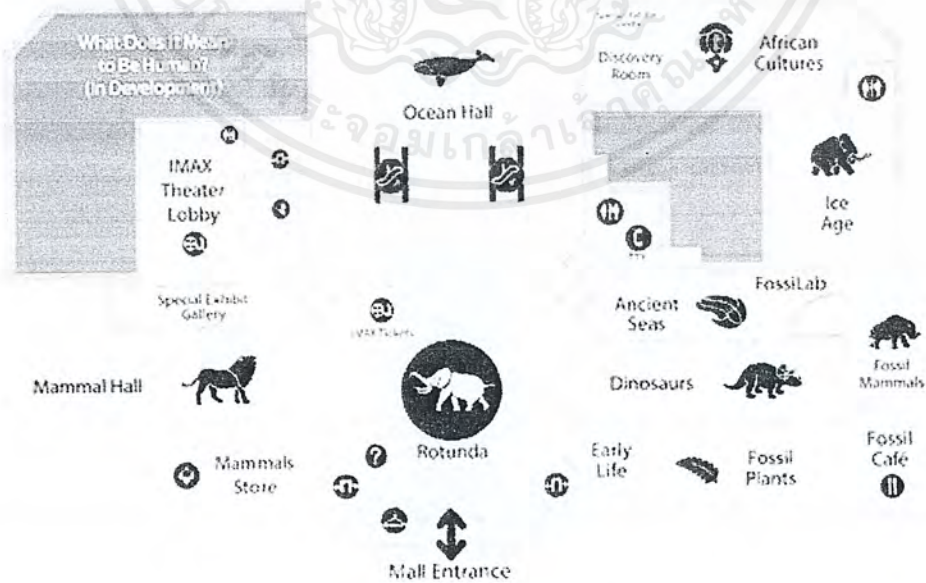 What Does It Mean
to Be Human?
(In Development)
Ocean Hall
Discovery
Room
African
Cultures
IMAX
Theater
Lobby
Ice
Age
Special Exhibit
Gallery
IMAX Tickets
Ancient
Seas
FossiLab
Mammal Hall
Dinosaurs
Fossil
Mammals
Rotunda
?
Mammals
Store
Early
Life
Fossil
Plants
Fossil
Café
Mall Entrance